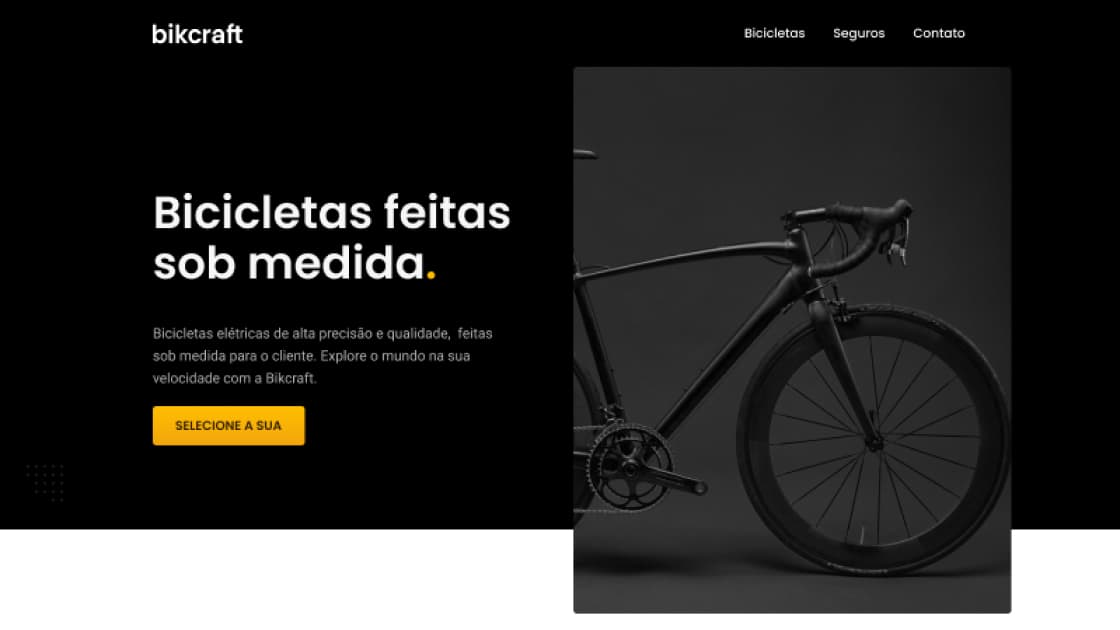 bikcraft
Bicicletas
Seguros
Contato
Bicicletas feitas
sob medida.
Bicicletas elétricas de alta precisão e qualidade,  feitas
sob medida para o cliente. Explore o mundo na sua
velocidade com a Bikcraft.
SELECIONE A SUA